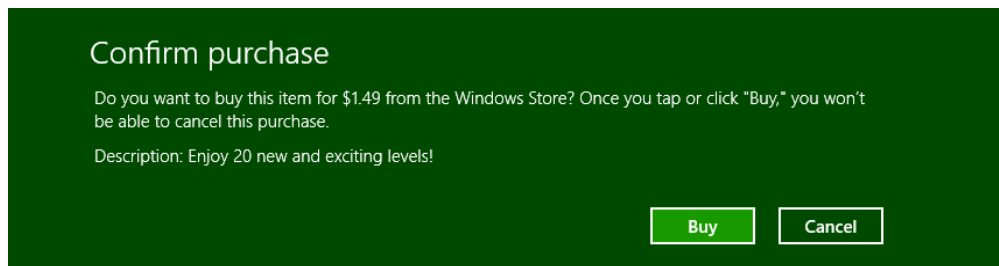 Confirm purchase
Do you want to buy this item for $1.49 from the Windows Store? Once you tap or click "Buy," you won't
be able to cancel this purchase.
Description: Enjoy 20 new and exciting levels!
Buy Cancel